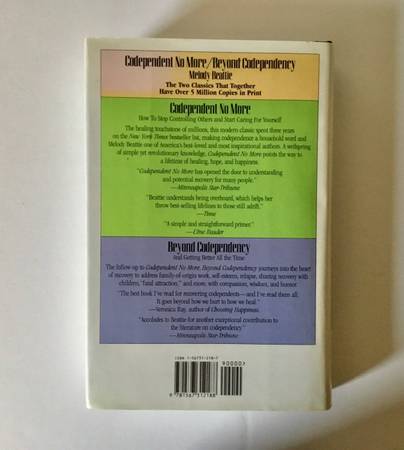 Codependent No More/Beyond Codependency
Melody Beattie
The Two Classics That Together
Have Over 5 Million Copies in Print
Codependent No More
How To Stop Controlling Others and Start Caring For Yourself
The healing touchstone of millions, this modern classic spent three years
on the New York Times bestseller list, making codependence a household word and
Melody Beattie one of America's best-loved and most inspirational authors. A wellspring
of simple yet revolutionary knowledge, Codependent No More points the way to
a lifetime of healing, hope, and happiness.
"Codependent No More has opened the door to understanding
and potential recovery for many people."
—Minneapolis Star-Tribune
"Beattie understands being overboard, which helps her
throw best-selling lifelines to those still adrift."
—Time
"A simple and straightforward primer."
—Utne Reader
Beyond Codependency
And Getting Better All the Time
The follow-up to Codependent No More, Beyond Codependency journeys into the heart
of recovery to address family-of-origin work, self-esteem, relapse, sharing recovery with
children, "fatal attraction," and more, with compassion, wisdom, and humor.
"The best book I've read for recovering codependents—and I've read them all.
It goes beyond how we hurt to how we heal."
—Veronica Ray, author of Choosing Happiness.
"Accolades to Beattie for another exceptional contribution to
the literature on codependency."
—Minneapolis Star-Tribune
ISBN 1-56731-218-7
90000>
9 781567 312188